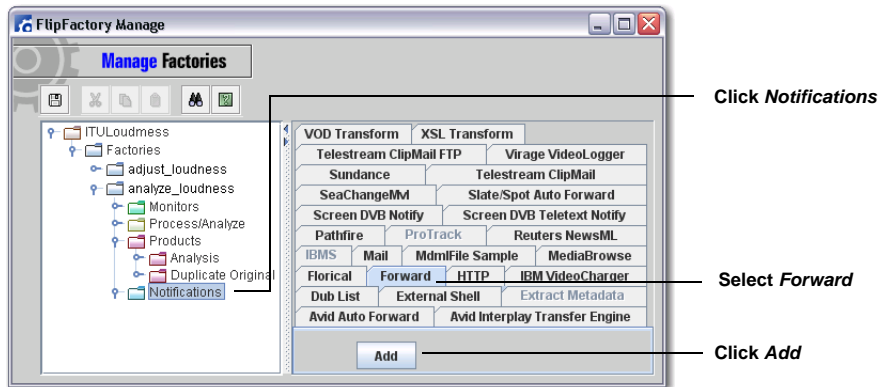 FlipFactory Manage
Manage Factories
Click Notifications
ITULoudmess
Factories
adjust_loudness
analyze_loudness
Monitors
Process/Analyze
Products
Analysis
Duplicate Original
Notifications
VOD Transform XSL Transform
Telestream ClipMail FTP Virage VideoLogger
Sundance Telestream ClipMail
SeaChangeMM Slate/Spot Auto Forward
Screen DVB Notify Screen DVB Teletext Notify
Pathfire ProTrack Reuters NewsML
IBMS Mail MdmlFile Sample MediaBrowse
Florical Forward HTTP IBM VideoCharger
Dub List External Shell Extract Metadata
Avid Auto Forward Avid Interplay Transfer Engine
Select Forward
Add
Click Add